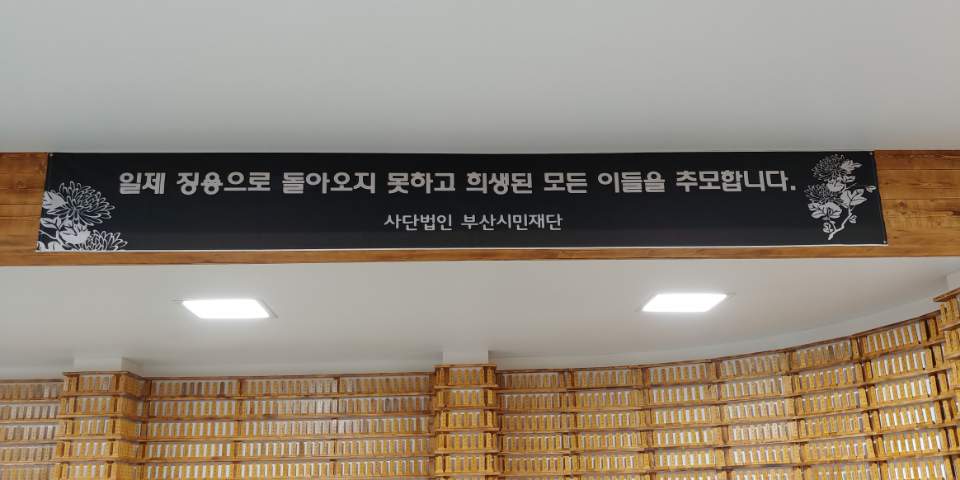 일제 징용으로 돌아오지 못하고 희생된 모든 이들을 추모합니다.
사단법인 부산시민재단